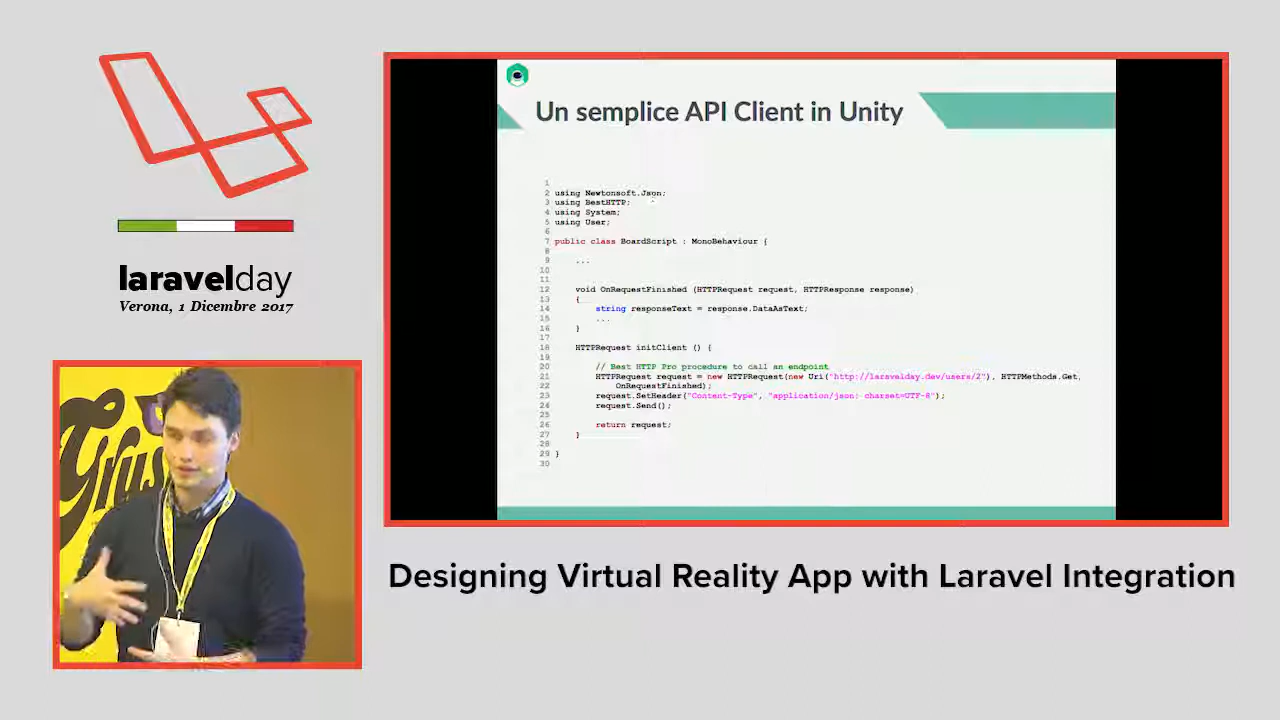 laravelday
Verona, 1 Dicembre 2017
Un semplice API Client in Unity
1
2 using Newtonsoft.Json;
3 using BestHTTP;
4 using System;
5 using User;
6
7 public class BoardScript : MonoBehaviour {
8
9 ...
10
11
12 void OnRequestFinished (HTTPRequest request, HTTPResponse response)
13 {
14 string responseText = response.DataAsText;
15 ...
16 }
17
18 HTTPRequest initClient () {
19
20 // Best HTTP Pro procedure to call an endpoint
21 HTTPRequest request = new HTTPRequest(new Uri("http://laravelday.dev/users/2"), HTTPMethods.Get,
22 OnRequestFinished);
23 request.SetHeader("Content-Type", "application/json; charset=UTF-8");
24 request.Send();
25
26 return request;
27 }
28
29 }
30
Designing Virtual Reality App with Laravel Integration